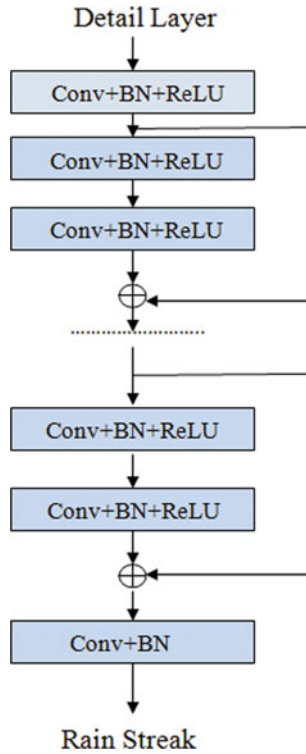 Detail Layer
Conv+BN+ReLU
Conv+BN+ReLU
Conv+BN+ReLU
Conv+BN+ReLU
Conv+BN+ReLU
Conv+BN
Rain Streak